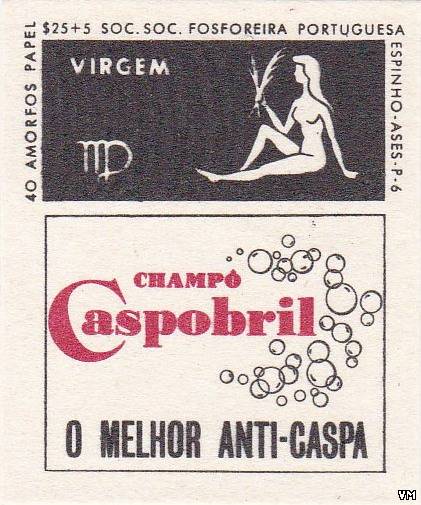 $25+5 SOC. SOC. FOSFOREIRA PORTUGUESA
ESPINHO-ASES-P-6
40 AMORFOS PAPEL
VIRGEM
CHAMPÔ
Caspobril
O MELHOR ANTI-CASPA
VM